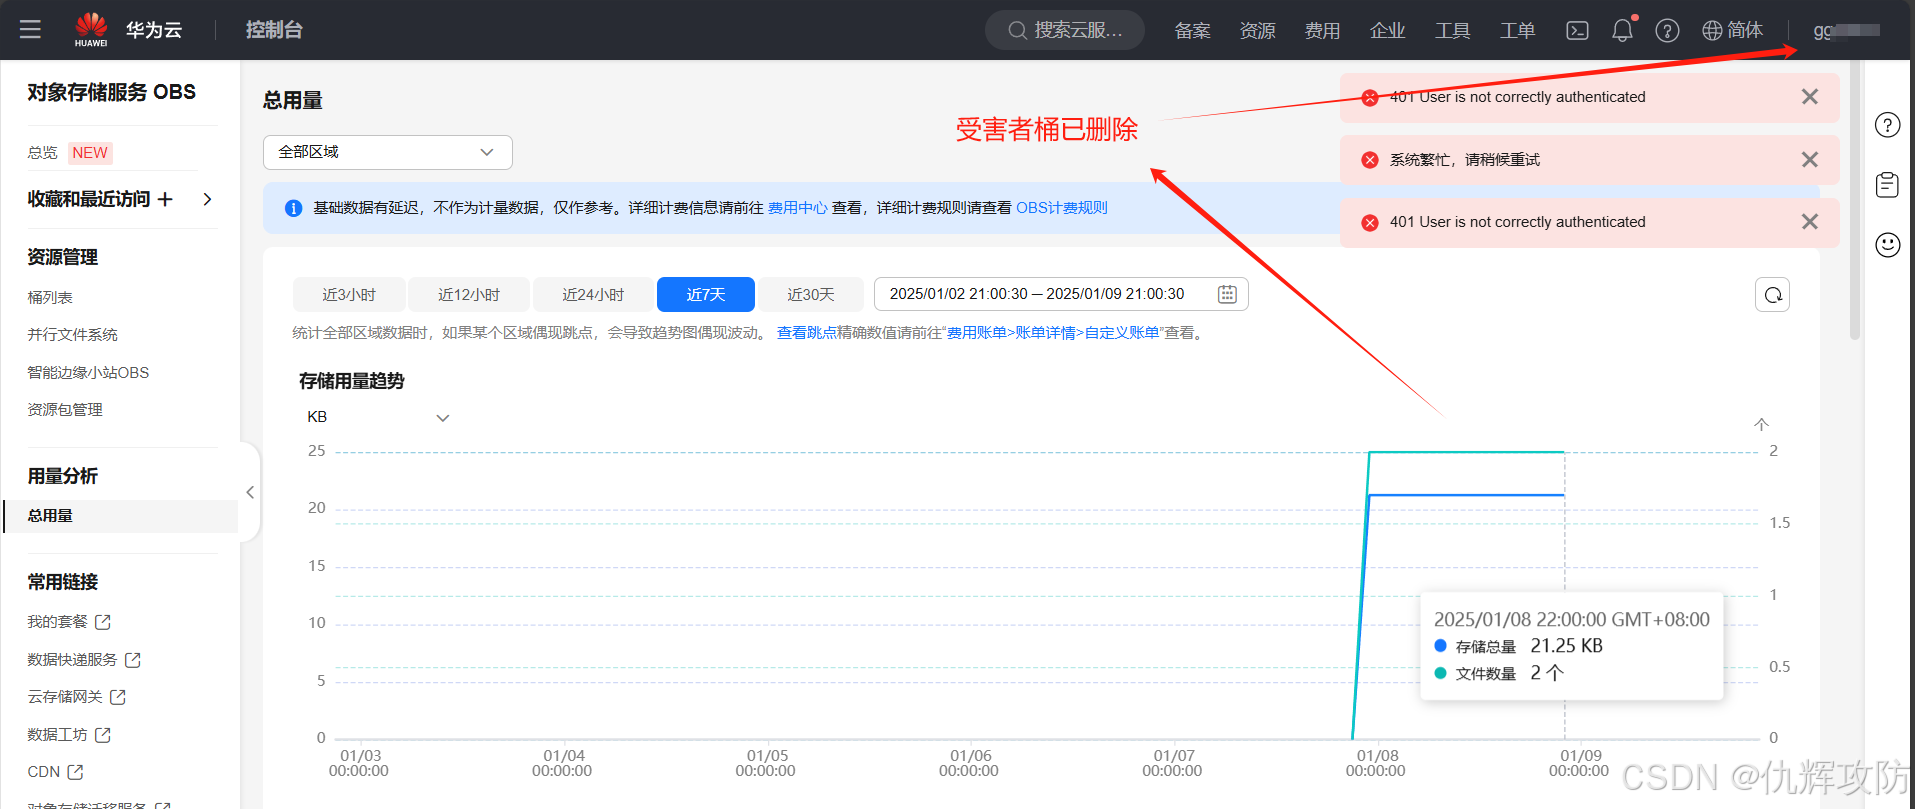 HUAWEI
华为云
控制台
搜索云服...
备案
资源
费用
企业
工具
工单
简体
gg
对象存储服务 OBS
总览 NEW
收藏和最近访问
资源管理
桶列表
并行文件系统
智能边缘小站OBS
资源包管理
用量分析
总用量
常用链接
我的套餐
数据快递服务
云存储网关
数据工坊
CDN
对象存储迁移服务
总用量
全部区域
受害者桶已删除
401 User is not correctly authenticated
系统繁忙，请稍候重试
401 User is not correctly authenticated
基础数据有延迟，不作为计量数据，仅作参考。详细计费信息请前往 费用中心 查看，详细计费规则请查看 OBS计费规则
近3小时
近12小时
近24小时
近7天
近30天
2025/01/02 21:00:30 — 2025/01/09 21:00:30
统计全部区域数据时，如果某个区域偶现跳点，会导致趋势图偶现波动。 查看跳点精确数值请前往“费用账单>账单详情>自定义账单”查看。
存储用量趋势
KB
个
25
20
15
10
5
0
2
1.5
1
0.5
0
2025/01/08 22:00:00 GMT+08:00
存储总量 21.25 KB
文件数量 2 个
01/03
00:00:00
01/04
00:00:00
01/05
00:00:00
01/06
00:00:00
01/07
00:00:00
01/08
00:00:00
01/09
00:00:00
CSDN @仇辉攻防